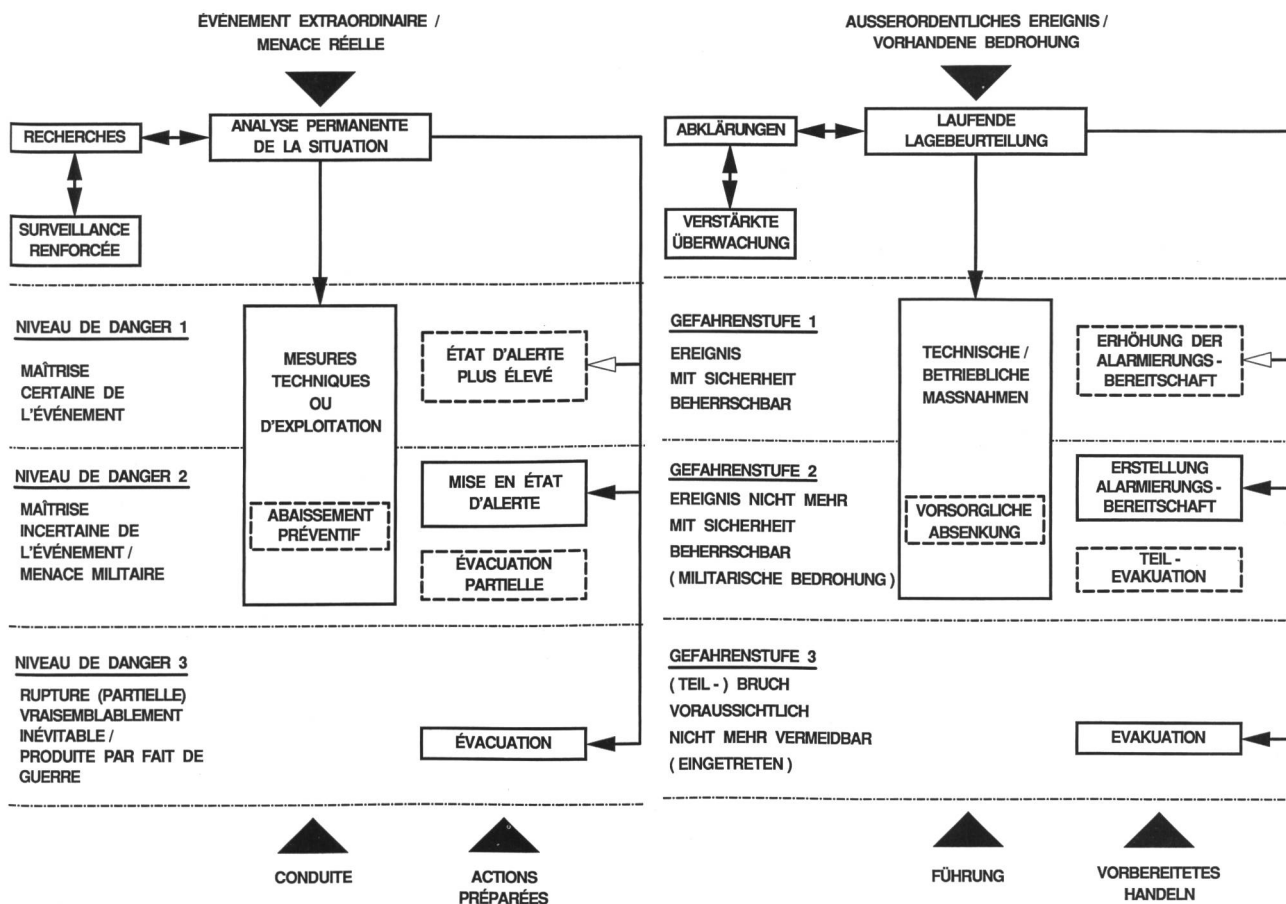 ÉVÉNEMENT EXTRAORDINAIRE /
MENACE RÉELLE
RECHERCHES
ANALYSE PERMANENTE
DE LA SITUATION
SURVEILLANCE
RENFORCÉE
NIVEAU DE DANGER 1
MAÎTRISE
CERTAINE DE
L'ÉVÉNEMENT
MESURES
TECHNIQUES
OU
D'EXPLOITATION
ÉTAT D'ALERTE
PLUS ÉLEVÉ
NIVEAU DE DANGER 2
MAÎTRISE
INCERTAINE DE
L'ÉVÉNEMENT /
MENACE MILITAIRE
ABAISSEMENT
PRÉVENTIF
MISE EN ÉTAT
D'ALERTE
ÉVACUATION
PARTIELLE
NIVEAU DE DANGER 3
RUPTURE (PARTIELLE)
VRAISEMBLABLEMENT
INÉVITABLE /
PRODUITE PAR FAIT DE
GUERRE
ÉVACUATION
CONDUITE
ACTIONS
PRÉPARÉES
AUSSERORDENTLICHES EREIGNIS /
VORHANDENE BEDROHUNG
ABKLÄRUNGEN
LAUFENDE
LAGEBEURTEILUNG
VERSTÄRKTE
ÜBERWACHUNG
GEFAHRENSTUFE 1
EREIGNIS
MIT SICHERHEIT
BEHERRSCHBAR
TECHNISCHE /
BETRIEBLICHE
MASSNAHMEN
ERHÖHUNG DER
ALARMIERUNGS -
BEREITSCHAFT
GEFAHRENSTUFE 2
EREIGNIS NICHT MEHR
MIT SICHERHEIT
BEHERRSCHBAR
( MILITARISCHE BEDROHUNG )
VORSORGLICHE
ABSENKUNG
ERSTELLUNG
ALARMIERUNGS -
BEREITSCHAFT
TEIL -
EVAKUATION
GEFAHRENSTUFE 3
( TEIL - ) BRUCH
VORAUSSICHTLICH
NICHT MEHR VERMEIDBAR
( EINGETRETEN )
EVAKUATION
FÜHRUNG
VORBEREITETES
HANDELN